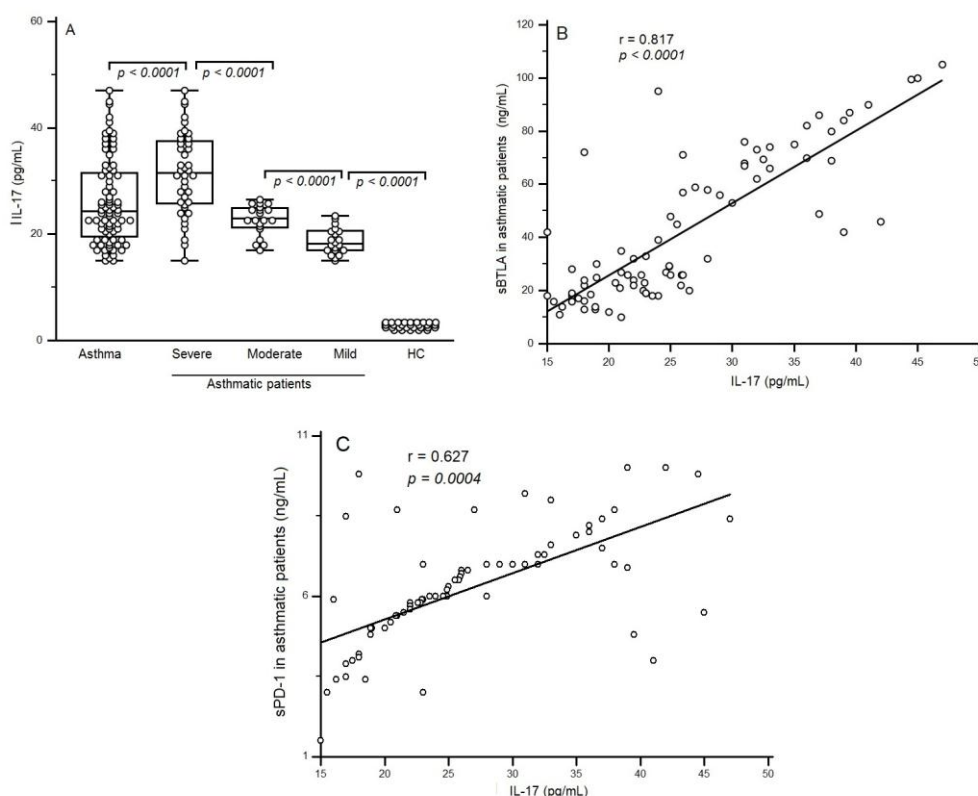 A
60
40
20
0
IIL-17 (pg/mL)
p < 0.0001
p < 0.0001
p < 0.0001
p < 0.0001
Asthma
Severe
Moderate
Mild
HC
Asthmatic patients
B
r = 0.817
p < 0.0001
120
100
80
60
40
20
0
sBTLA in asthmatic patients (ng/mL)
15
20
25
30
35
40
45
50
IL-17 (pg/mL)
C
r = 0.627
p = 0.0004
11
6
1
sPD-1 in asthmatic patients (ng/mL)
15
20
25
30
35
40
45
50
IL-17 (pg/mL)